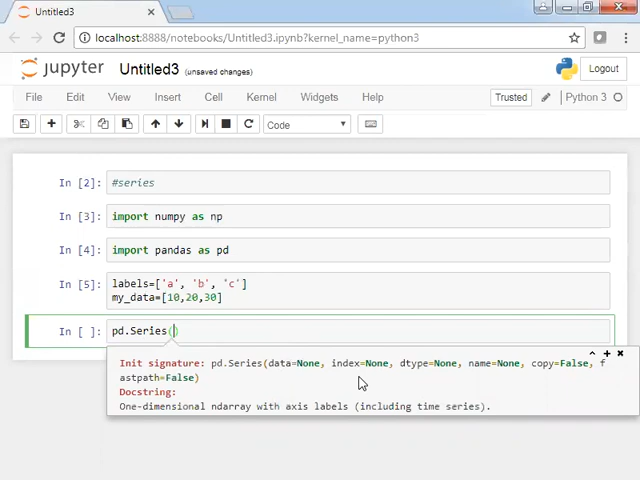 Untitled3
localhost:8888/notebooks/Untitled3.ipynb?kernel_name=python3
jupyter Untitled3 (unsaved changes) Logout
File Edit View Insert Cell Kernel Widgets Help Trusted Python 3
Code
In [2]: #series
In [3]: import numpy as np
In [4]: import pandas as pd
In [5]: labels=['a', 'b', 'c']
my_data=[10,20,30]
In [ ]: pd.Series()
Init signature: pd.Series(data=None, index=None, dtype=None, name=None, copy=False, f
astpath=False)
Docstring:
One-dimensional ndarray with axis labels (including time series).